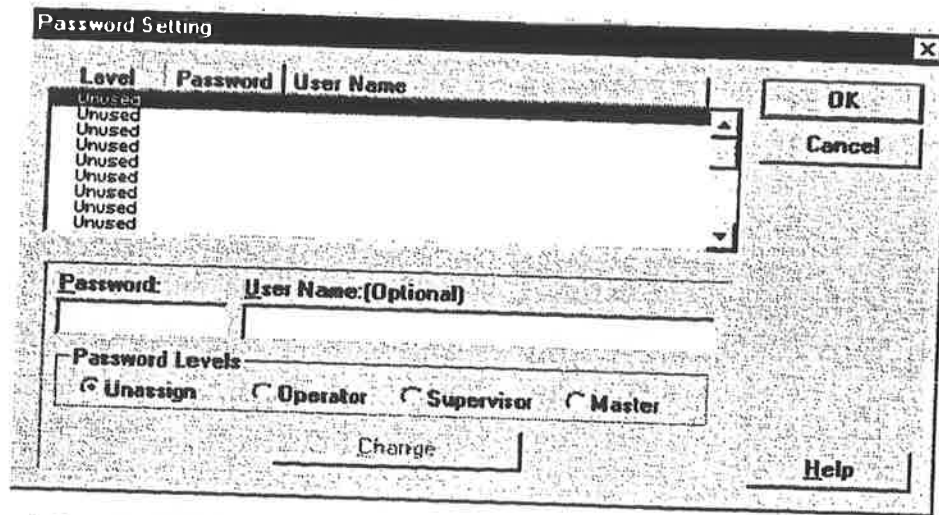 Password Setting
Level Password User Name
Unused
Unused
Unused
Unused
Unused
Unused
Unused
Unused
Unused
OK
Cancel
Password:
User Name:(Optional)
Password Levels
Unassign Operator Supervisor Master
Change
Help